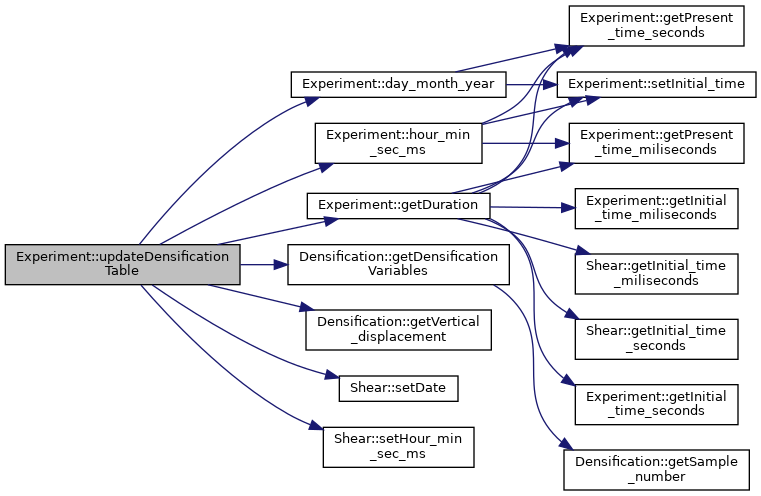 Experiment::updateDensification
Table
Experiment::day_month_year
Experiment::hour_min
_sec_ms
Experiment::getDuration
Densification::getDensification
Variables
Densification::getVertical
_displacement
Shear::setDate
Shear::setHour_min
_sec_ms
Experiment::getPresent
_time_seconds
Experiment::setInitial_time
Experiment::getPresent
_time_miliseconds
Experiment::getInitial
_time_miliseconds
Shear::getInitial_time
_miliseconds
Shear::getInitial_time
_seconds
Experiment::getInitial
_time_seconds
Densification::getSample
_number